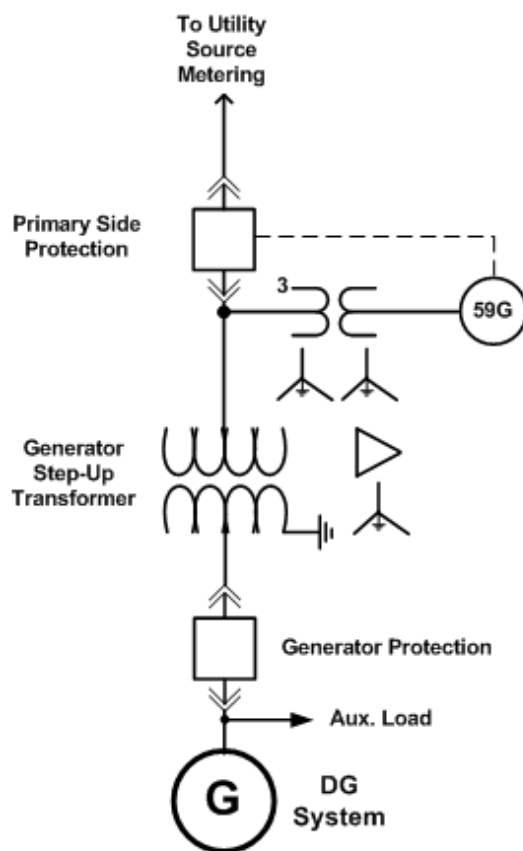 To Utility
Source
Metering
Primary Side
Protection
3
59G
Generator
Step-Up
Transformer
Generator Protection
Aux. Load
G
DG
System